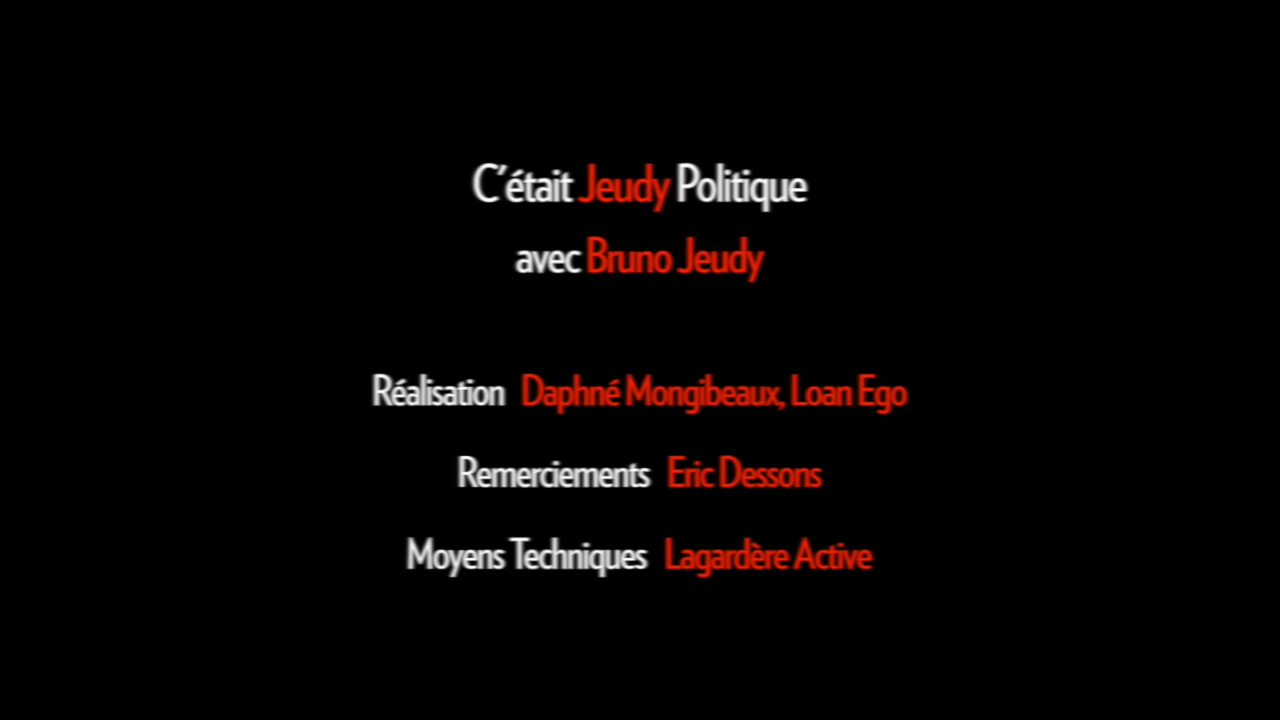 C'était Jeudy Politique
avec Bruno Jeudy
Réalisation Daphné Mongibeaux, Loan Ego
Remerciements Eric Dessons
Moyens Techniques Lagardère Active